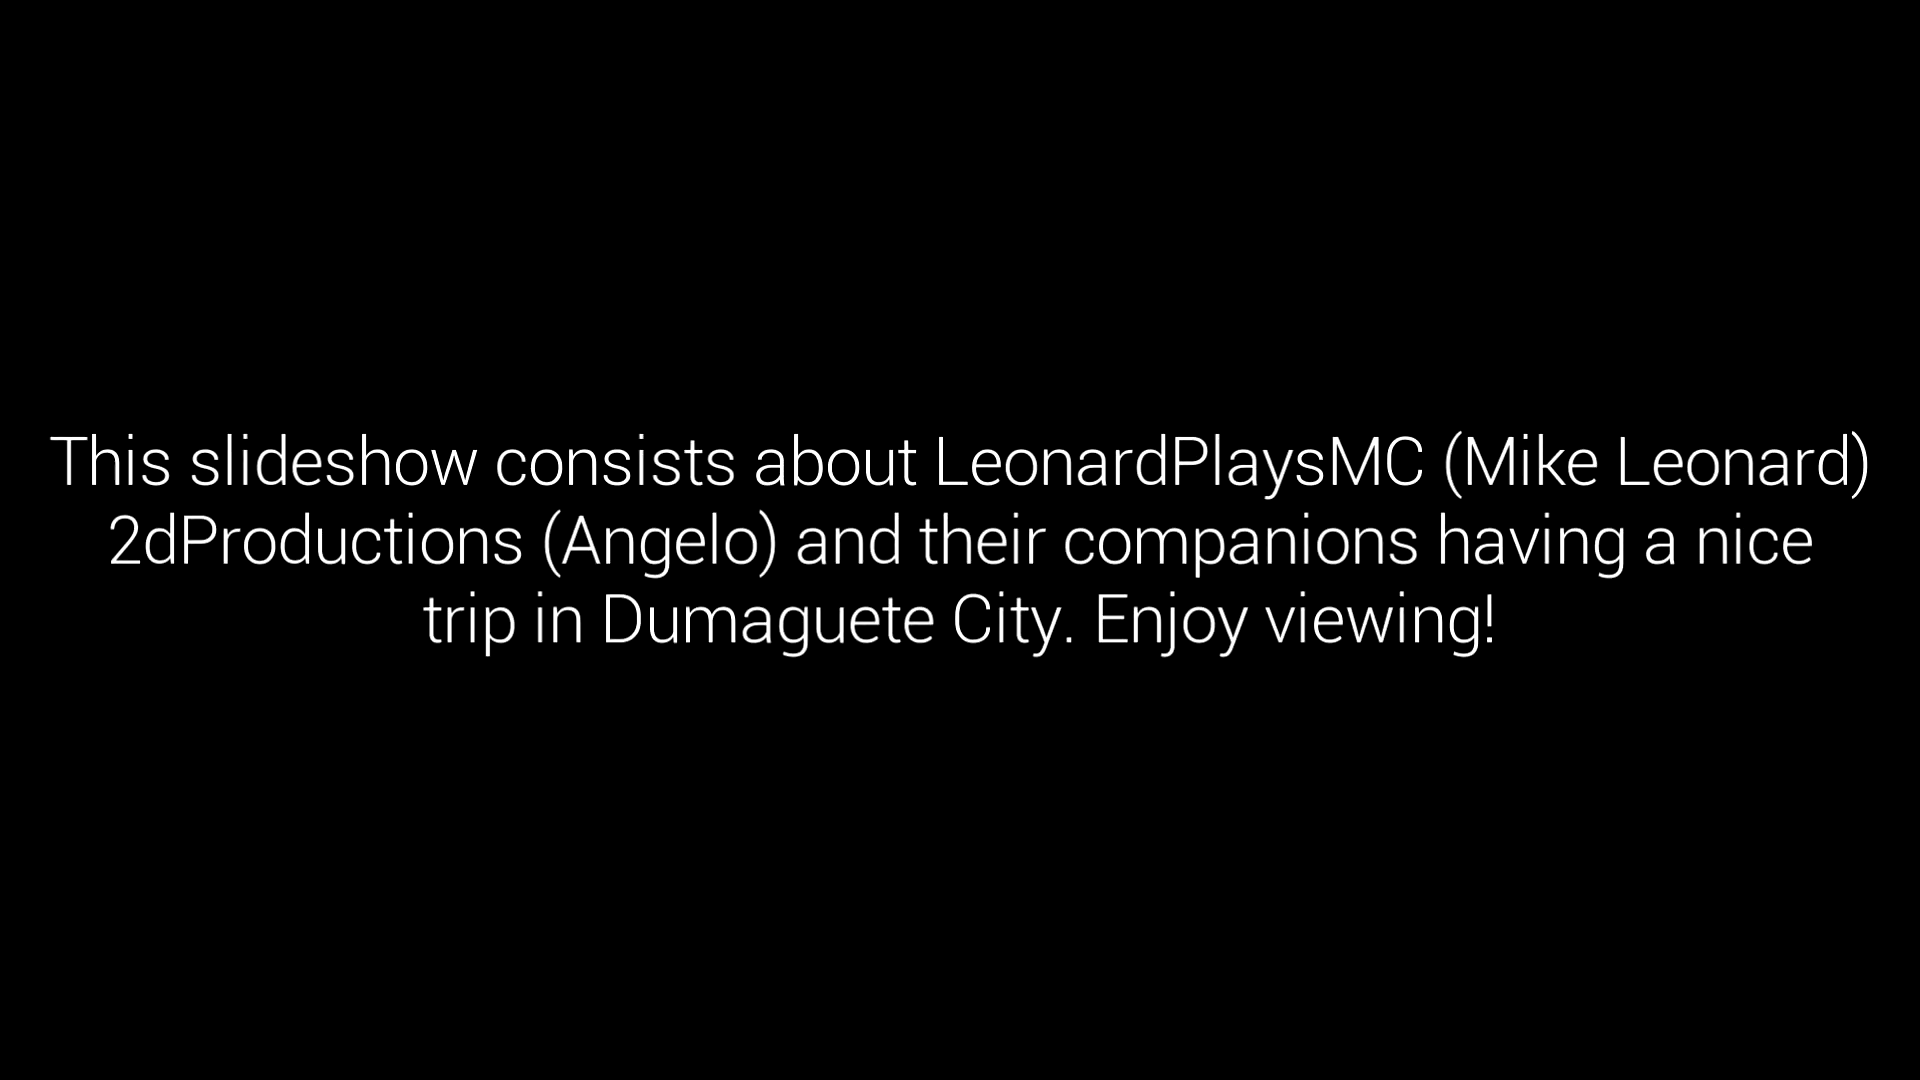 This slideshow consists about LeonardPlaysMC (Mike Leonard)
2dProductions (Angelo) and their companions having a nice
trip in Dumaguete City. Enjoy viewing!